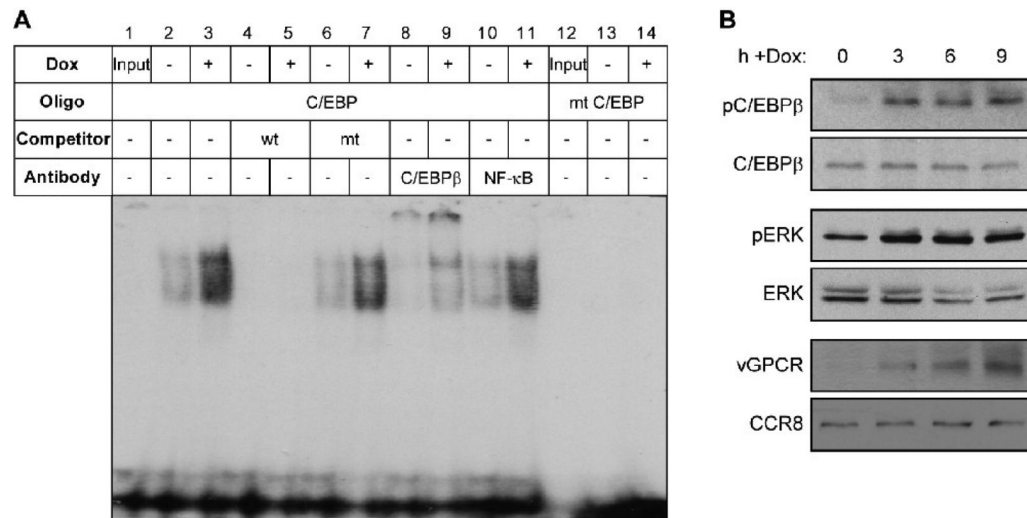 A
1 2 3 4 5 6 7 8 9 10 11 12 13 14
Dox Input - + - + - + - + - + Input - +
Oligo C/EBP mt C/EBP
Competitor - - - wt mt - - - - - - -
Antibody - - - - - - - C/EBPβ NF-κB - - -
B
h +Dox: 0 3 6 9
pC/EBPβ
C/EBPβ
pERK
ERK
vGPCR
CCR8